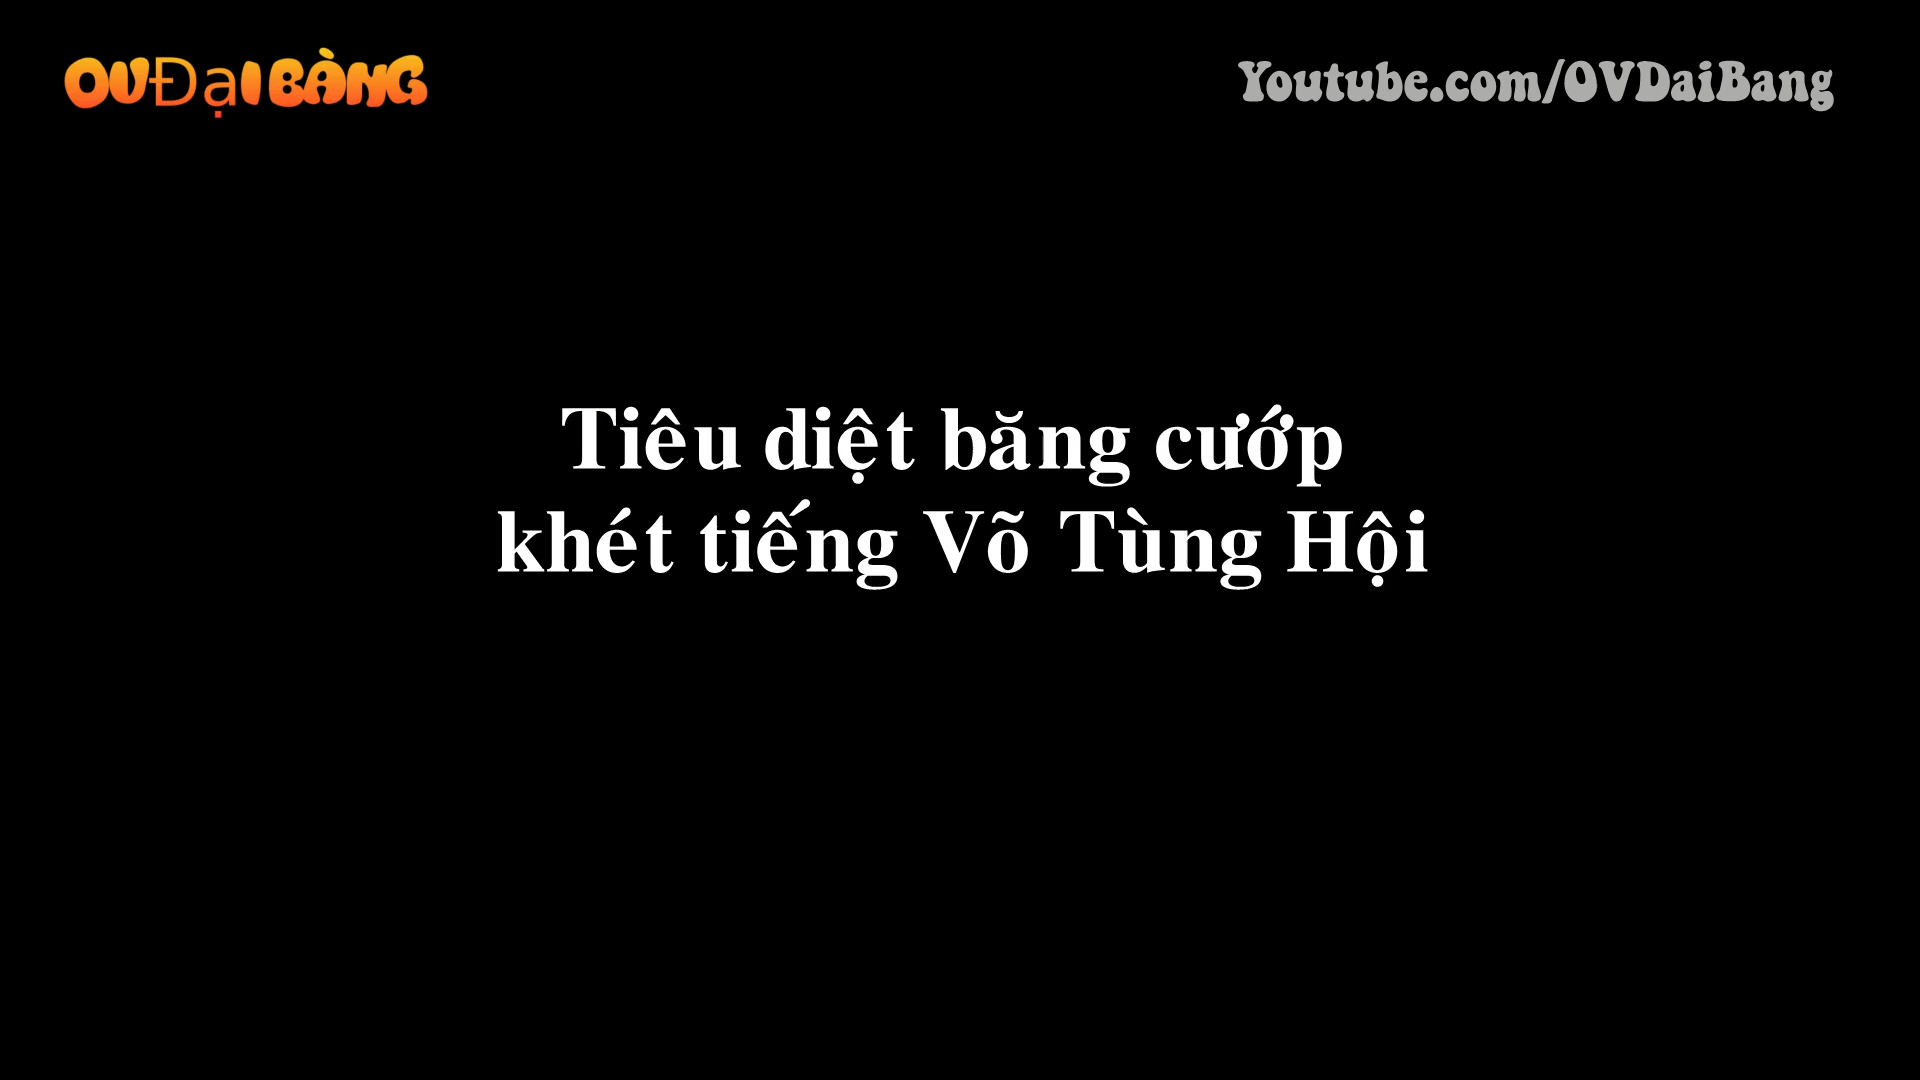 OVĐẠI BÀNG
Youtube.com/OVDaiBang
Tiêu diệt băng cướp
khét tiếng Võ Tùng Hội